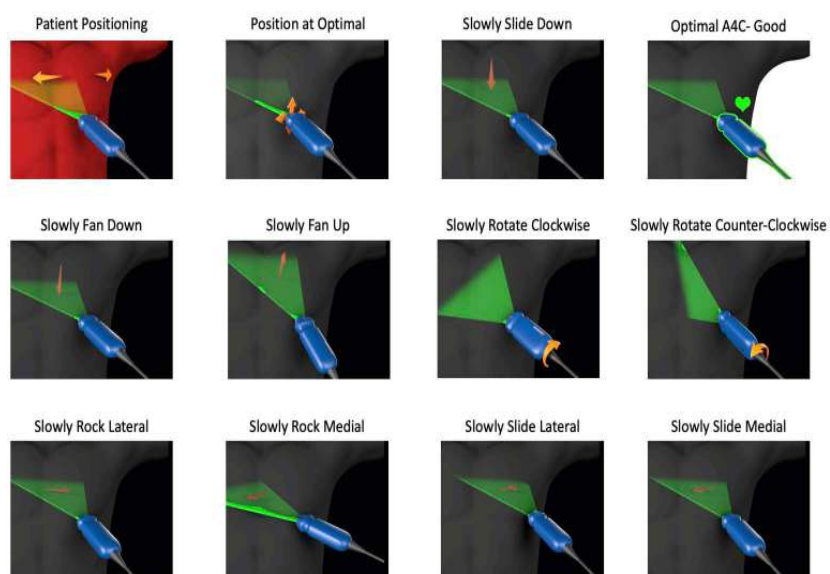 Patient Positioning
Position at Optimal
Slowly Slide Down
Optimal A4C- Good
Slowly Fan Down
Slowly Fan Up
Slowly Rotate Clockwise
Slowly Rotate Counter-Clockwise
Slowly Rock Lateral
Slowly Rock Medial
Slowly Slide Lateral
Slowly Slide Medial